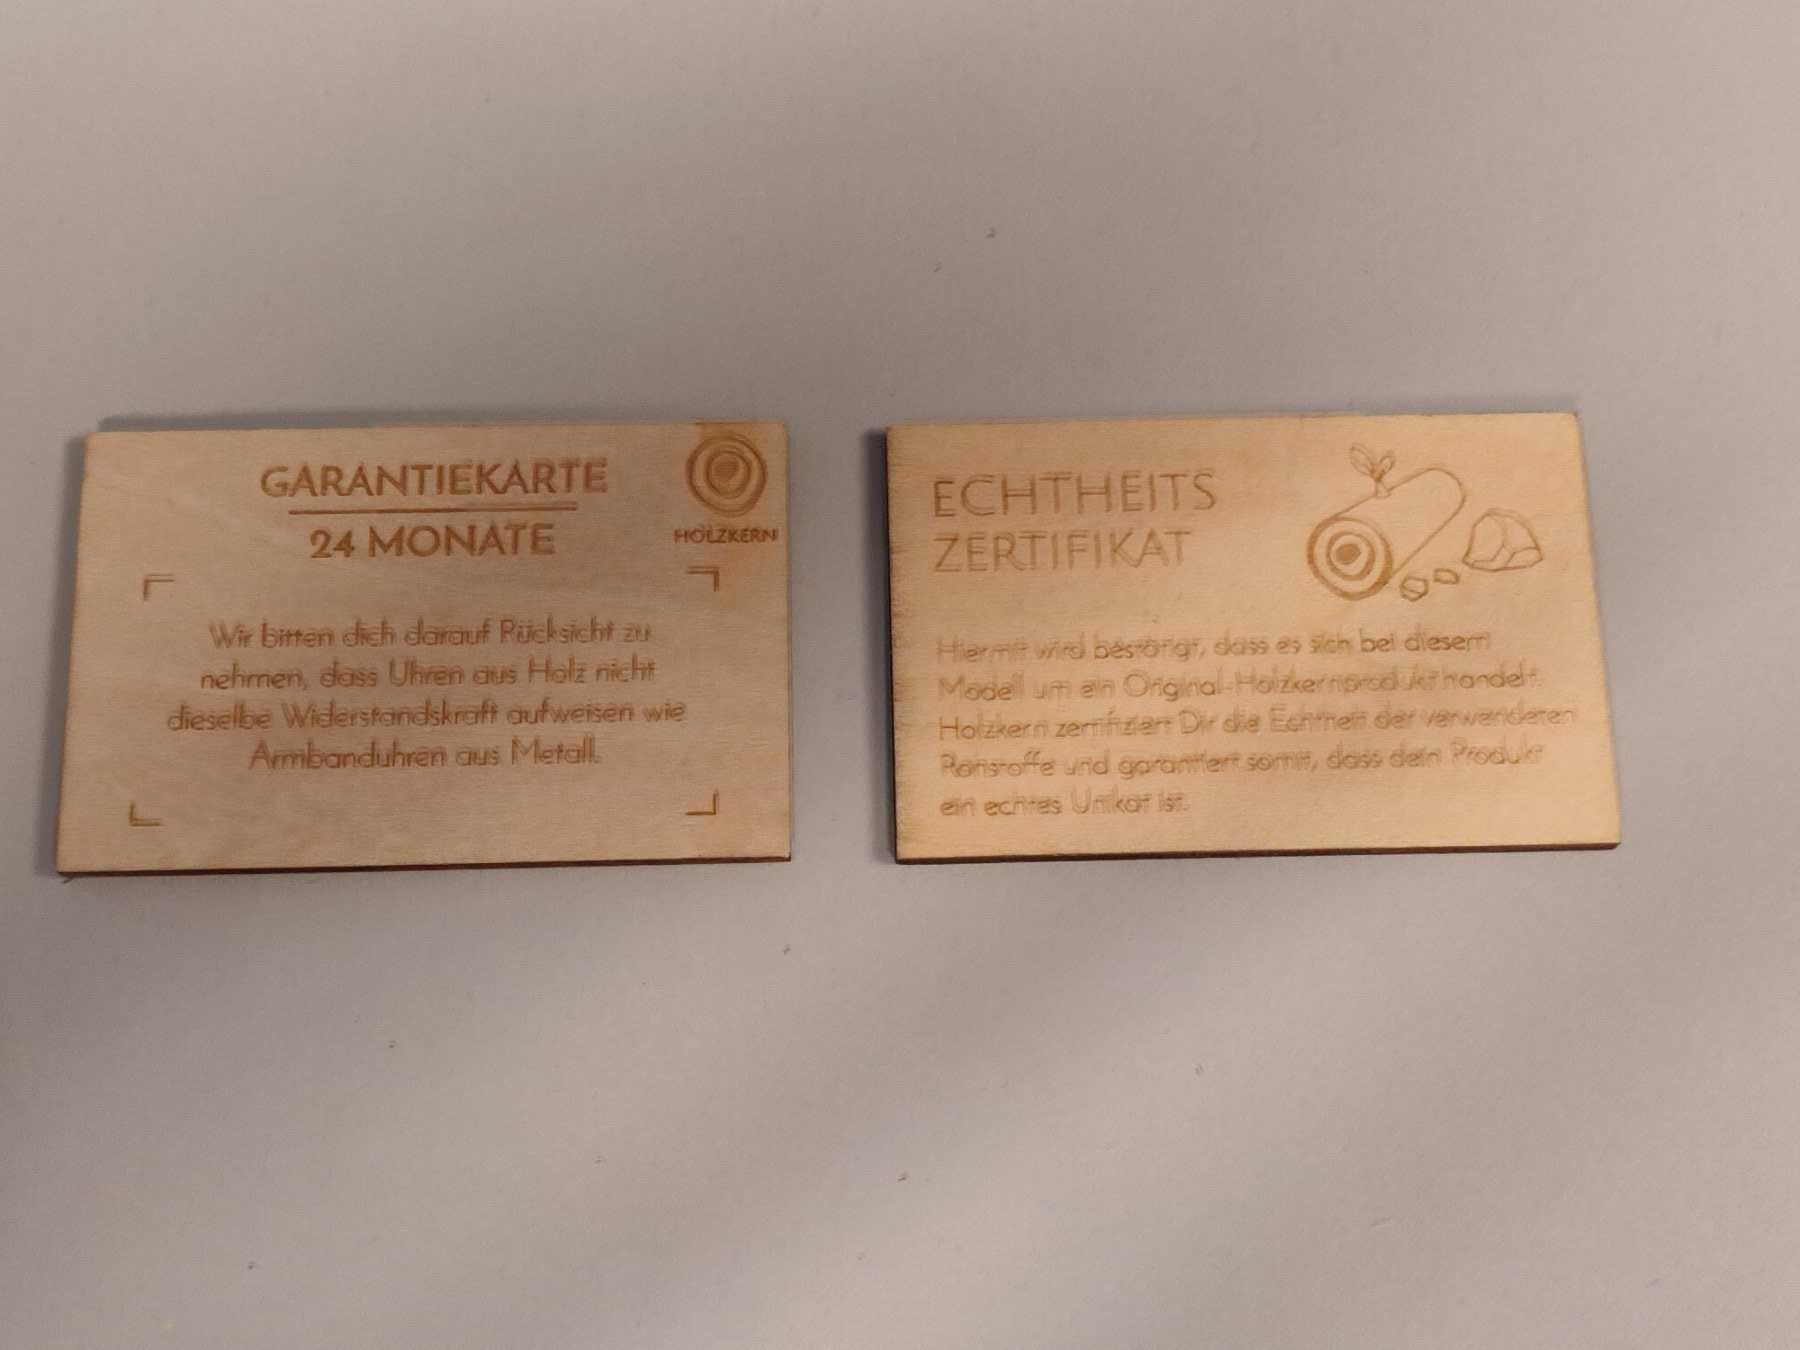 GARANTIEKARTE
24 MONATE
HOLZKERN
Wir bitten dich darauf Rücksicht zu
nehmen, dass Uhren aus Holz nicht
dieselbe Widerstandskraft aufweisen wie
Armbanduhren aus Metall.
ECHTHEITS
ZERTIFIKAT
Hiermit wird bestätigt, dass es sich bei diesem
Modell um ein Original-Holzkernprodukt handelt.
Holzkern zertifiziert Dir die Echtheit der verwendeten
Rohstoffe und garantiert somit, dass dein Produkt
ein echtes Unikat ist.